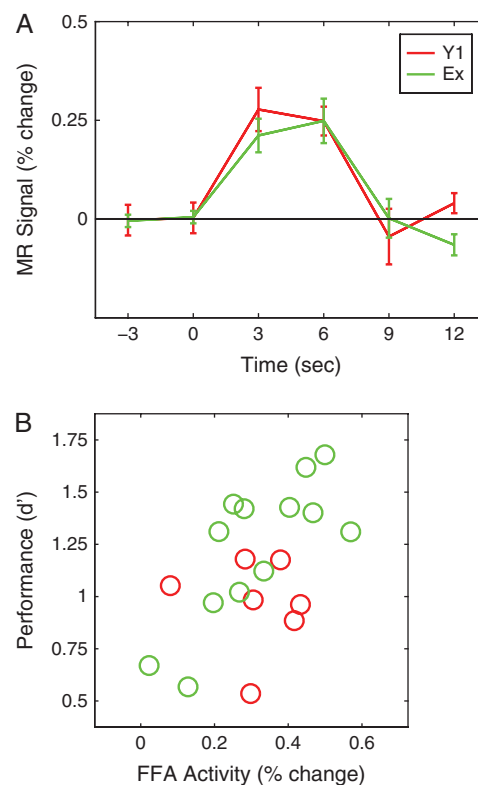 A
MR Signal (% change)
0.5
0.25
0
Y1
Ex
−3 0 3 6 9 12
Time (sec)
B
Performance (d')
1.75
1.5
1.25
1
0.75
0.5
0 0.2 0.4 0.6
FFA Activity (% change)